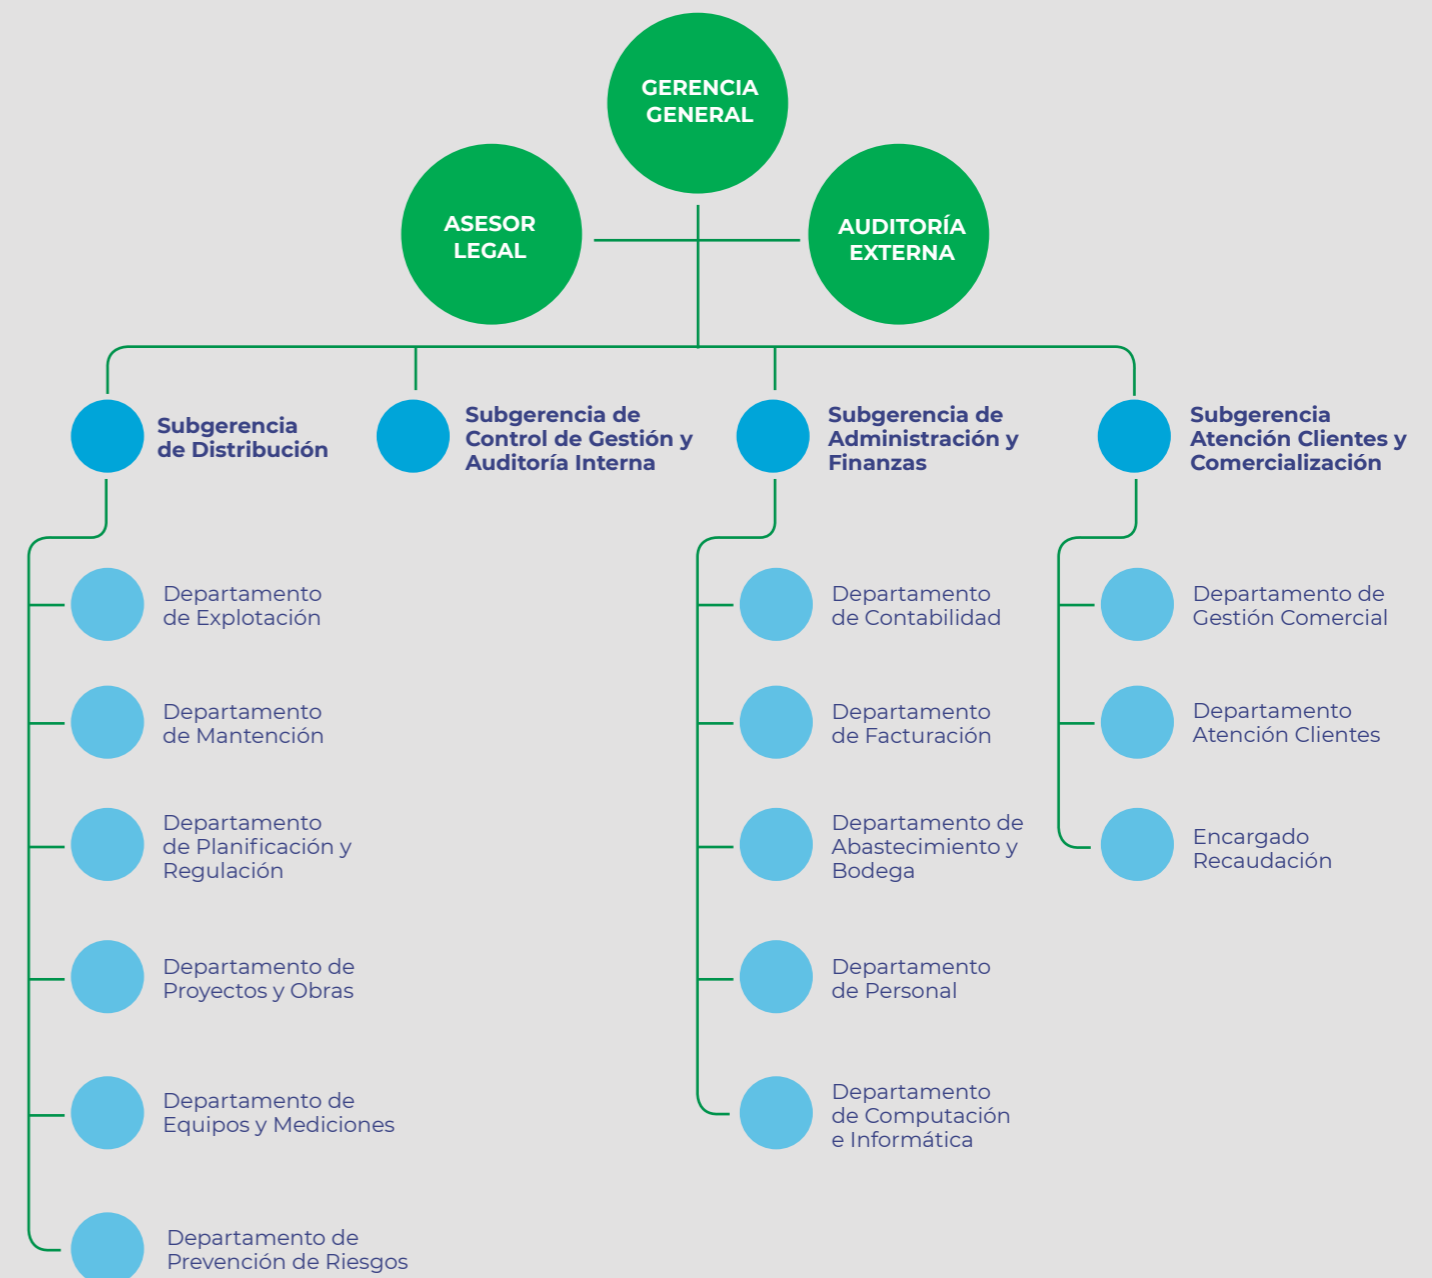 GERENCIA
GENERAL
ASESOR
LEGAL
AUDITORÍA
EXTERNA
Subgerencia
de Distribución
Subgerencia de
Control de Gestión y
Auditoría Interna
Subgerencia de
Administración y
Finanzas
Subgerencia
Atención Clientes y
Comercialización
Departamento
de Explotación
Departamento
de Mantención
Departamento
de Planificación y
Regulación
Departamento de
Proyectos y Obras
Departamento de
Equipos y Mediciones
Departamento de
Prevención de Riesgos
Departamento
de Contabilidad
Departamento
de Facturación
Departamento de
Abastecimiento y
Bodega
Departamento
de Personal
Departamento
de Computación
e Informática
Departamento de
Gestión Comercial
Departamento
Atención Clientes
Encargado
Recaudación